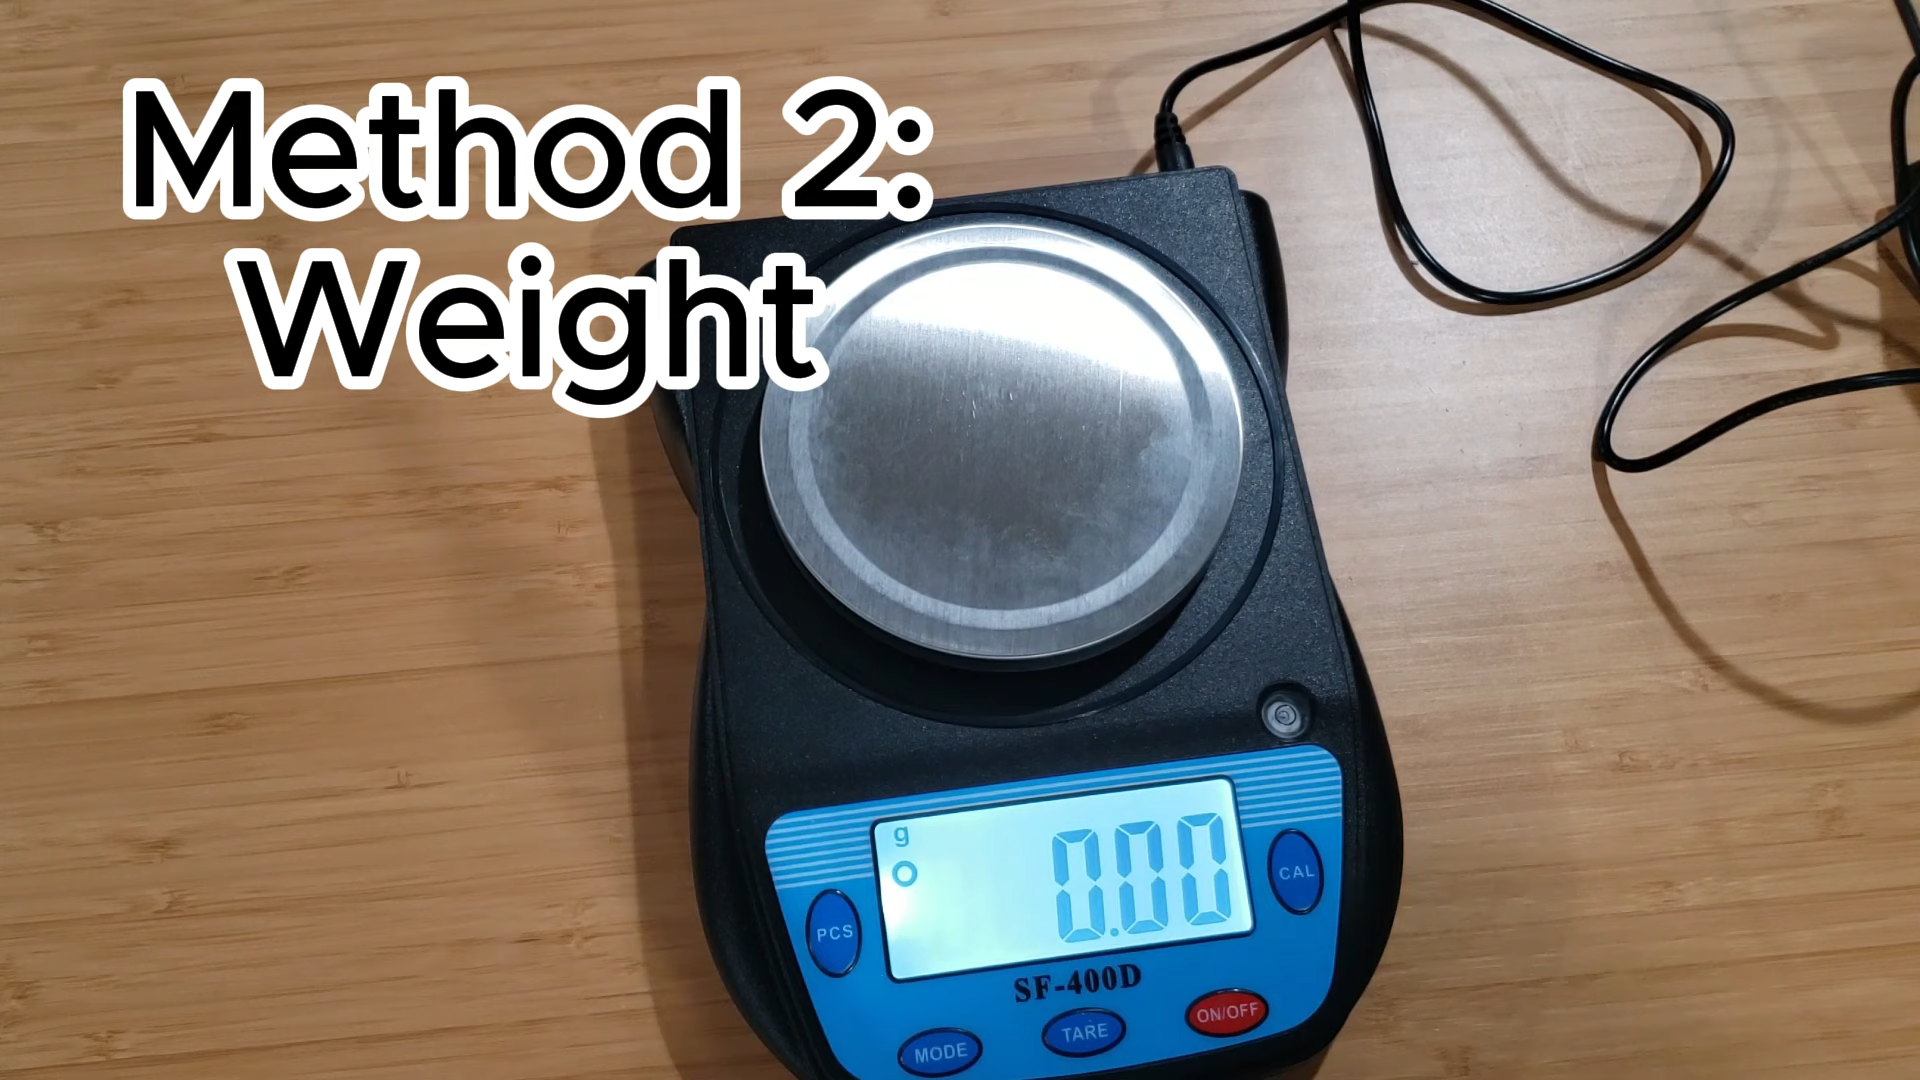 Method 2:
Weight
g
0.00
PCS
CAL
SF-400D
MODE
TARE
ON/OFF